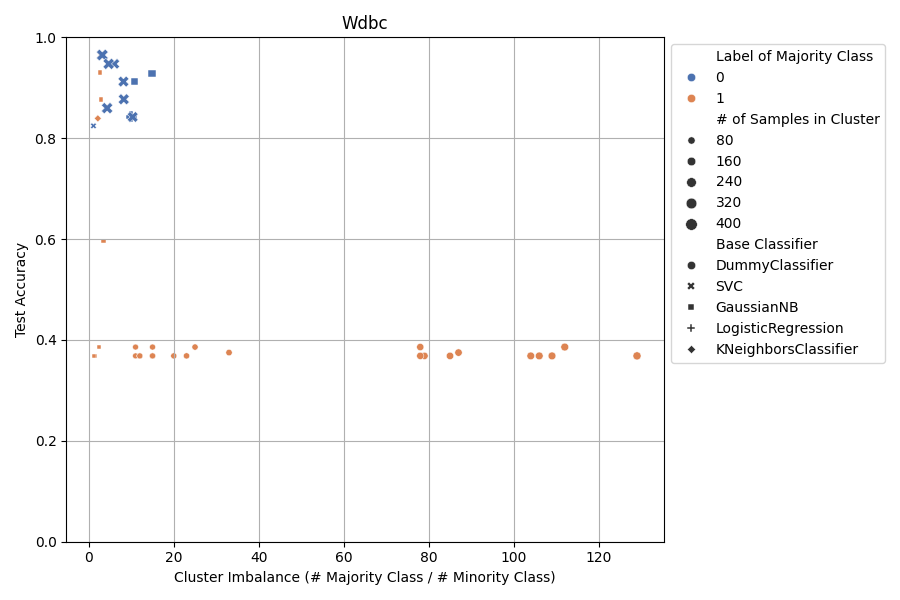 Wdbc
1.0
0.8
0.6
0.4
0.2
0.0
Test Accuracy
0
20
40
60
80
100
120
Cluster Imbalance (# Majority Class / # Minority Class)
Label of Majority Class
0
1
# of Samples in Cluster
80
160
240
320
400
Base Classifier
DummyClassifier
SVC
GaussianNB
LogisticRegression
KNeighborsClassifier